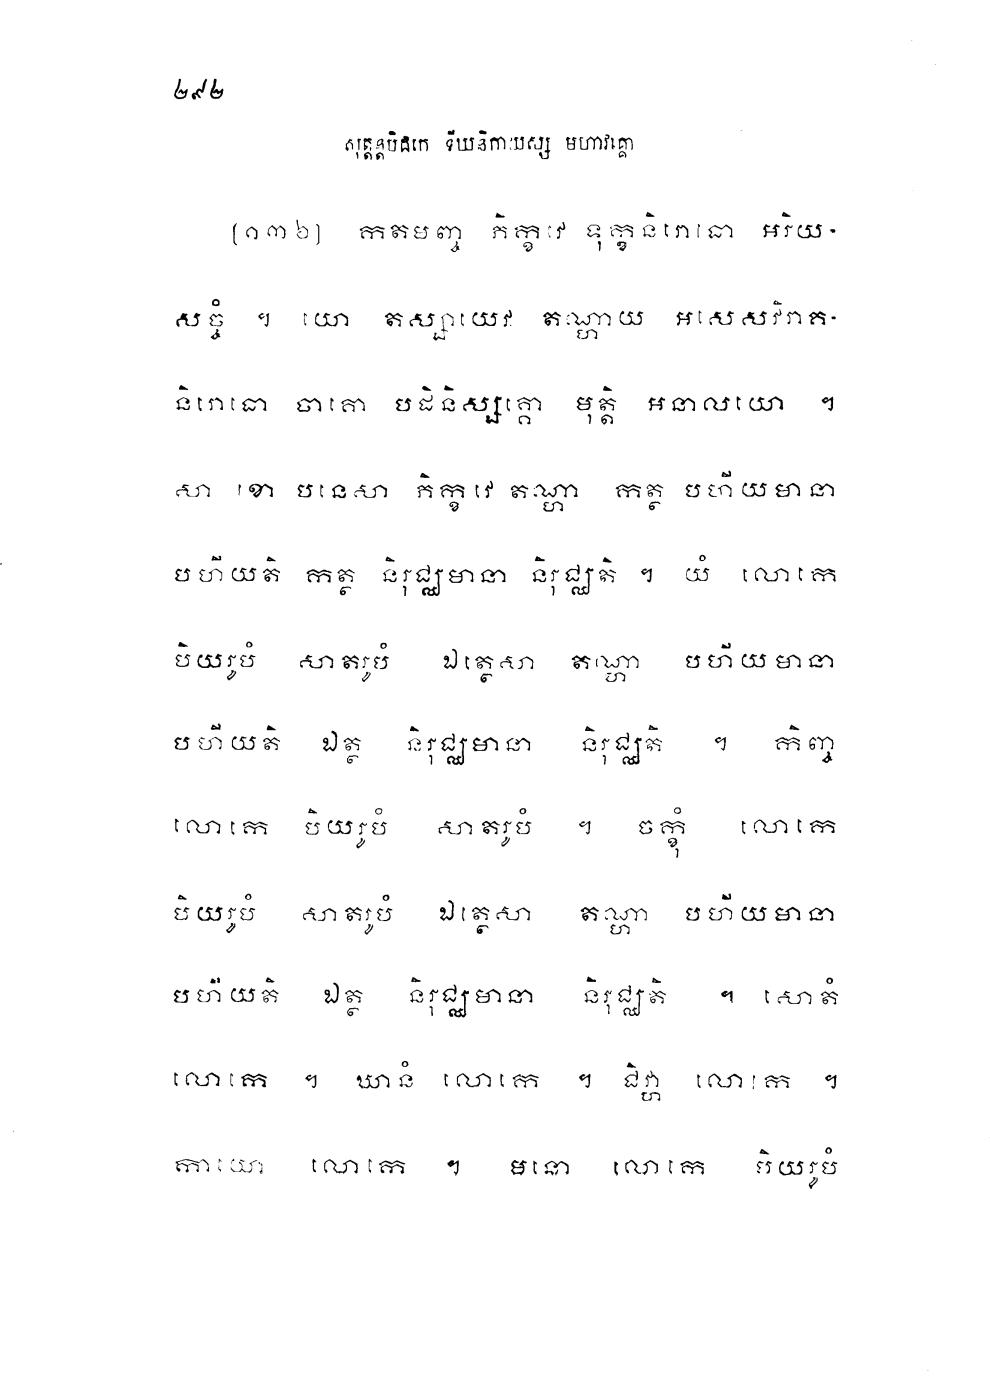 ២៩២
សុត្តន្តបិដកេ ទីឃនិកាយស្ស មហាវគ្គោ
(១៣៦) កតមញ្ច ភិក្ខវេ ទុក្ខនិរោធោ អរិយ-
សច្ចំ ។ យោ តស្សាយេវ តណ្ហាយ អសេសវិរាគ-
និរោធោ ចាគោ បដិនិស្សគ្គោ មុត្តិ អនាលយោ ។
សា ខោ បនេសា ភិក្ខវេ តណ្ហា កត្ថ បហីយមានា
បហីយតិ កត្ថ និរុជ្ឈមានា និរុជ្ឈតិ ។ យំ លោកេ
បិយរូបំ សាតរូបំ ឯត្ថេសា តណ្ហា បហីយមានា
បហីយតិ ឯត្ថ និរុជ្ឈមានា និរុជ្ឈតិ ។ កិញ្ច
លោកេ បិយរូបំ សាតរូបំ ។ ចក្ខុំ លោកេ
បិយរូបំ សាតរូបំ ឯត្ថេសា តណ្ហា បហីយមានា
បហីយតិ ឯត្ថ និរុជ្ឈមានា និរុជ្ឈតិ ។ សោតំ
លោកេ ។ ឃានំ លោកេ ។ ជិវ្ហា លោកេ ។
កាយោ លោកេ ។ មនោ លោកេ បិយរូបំ